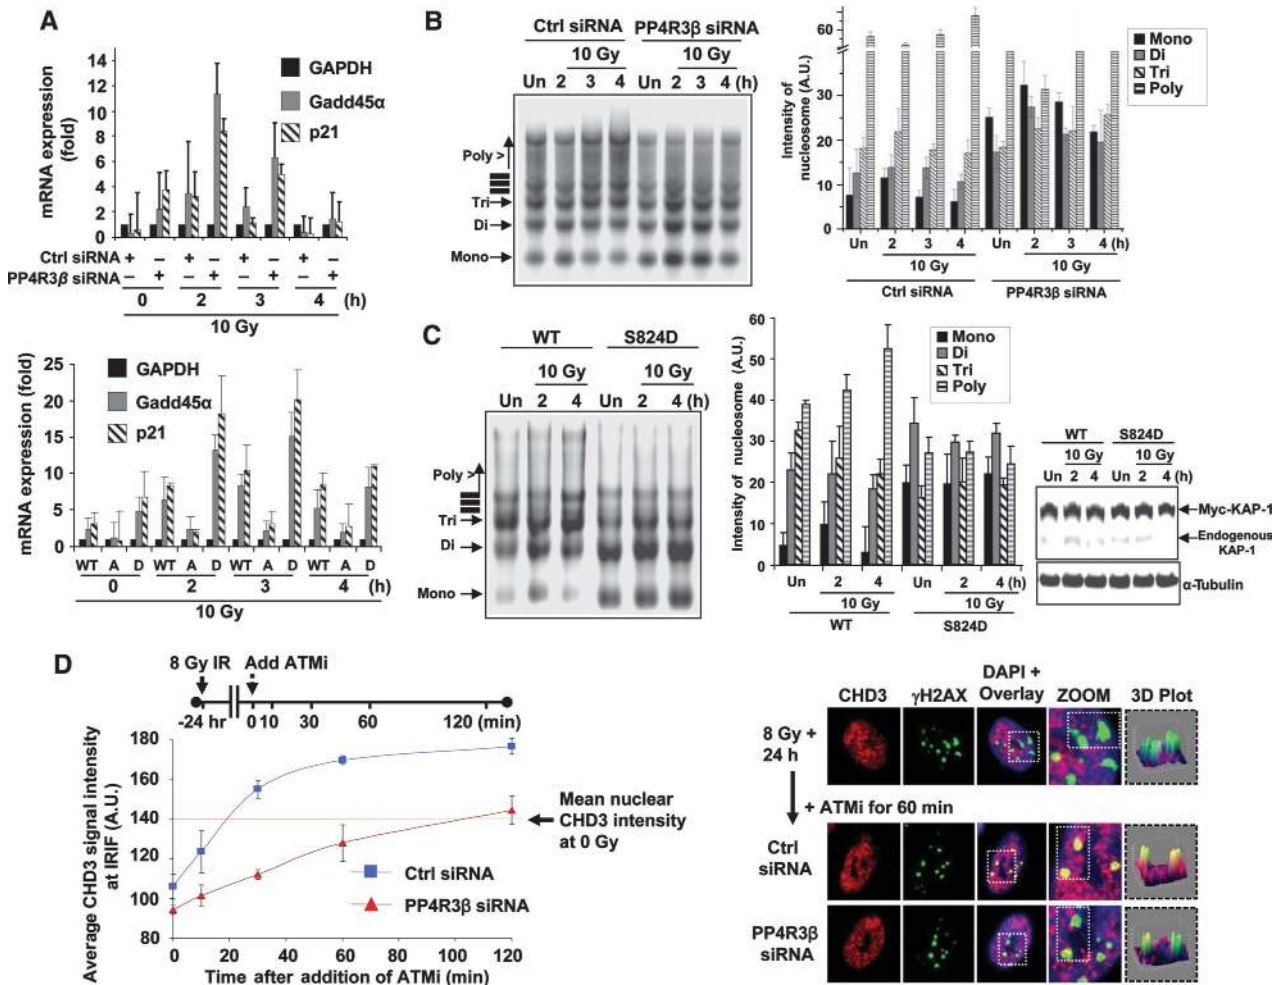 A
14
12
10
8
6
4
2
0
mRNA expression
(fold)
GAPDH
Gadd45α
p21
Ctrl siRNA + – + – + – + –
PP4R3β siRNA – + – + – + – +
0 2 3 4 (h)
10 Gy
25
20
15
10
5
0
mRNA expression (fold)
GAPDH
Gadd45α
p21
WT A D WT A D WT A D WT A D
0 2 3 4 (h)
10 Gy
B
Ctrl siRNA PP4R3β siRNA
10 Gy 10 Gy
Un 2 3 4 Un 2 3 4 (h)
Poly >
Tri
Di
Mono
Intensity of
nucleosome (A.U.)
60
30
20
10
0
Mono
Di
Tri
Poly
Un 2 3 4 Un 2 3 4 (h)
10 Gy 10 Gy
Ctrl siRNA PP4R3β siRNA
C
WT S824D
10 Gy 10 Gy
Un 2 4 Un 2 4 (h)
Poly >
Tri
Di
Mono
Intensity of nucleosome (A.U.)
60
50
40
30
20
10
0
Mono
Di
Tri
Poly
Un 2 4 Un 2 4 (h)
10 Gy 10 Gy
WT S824D
WT S824D
10 Gy 10 Gy
Un 2 4 Un 2 4 (h)
Myc-KAP-1
Endogenous
KAP-1
α-Tubulin
D
8 Gy IR Add ATMi
-24 hr 0 10 30 60 120 (min)
Average CHD3 signal intensity
at IRIF (A.U.)
180
160
140
120
100
80
Mean nuclear
CHD3 intensity
at 0 Gy
Ctrl siRNA
PP4R3β siRNA
0 20 40 60 80 100 120
Time after addition of ATMi (min)
CHD3 γH2AX DAPI + Overlay ZOOM 3D Plot
8 Gy +
24 h
+ ATMi for 60 min
Ctrl
siRNA
PP4R3β
siRNA